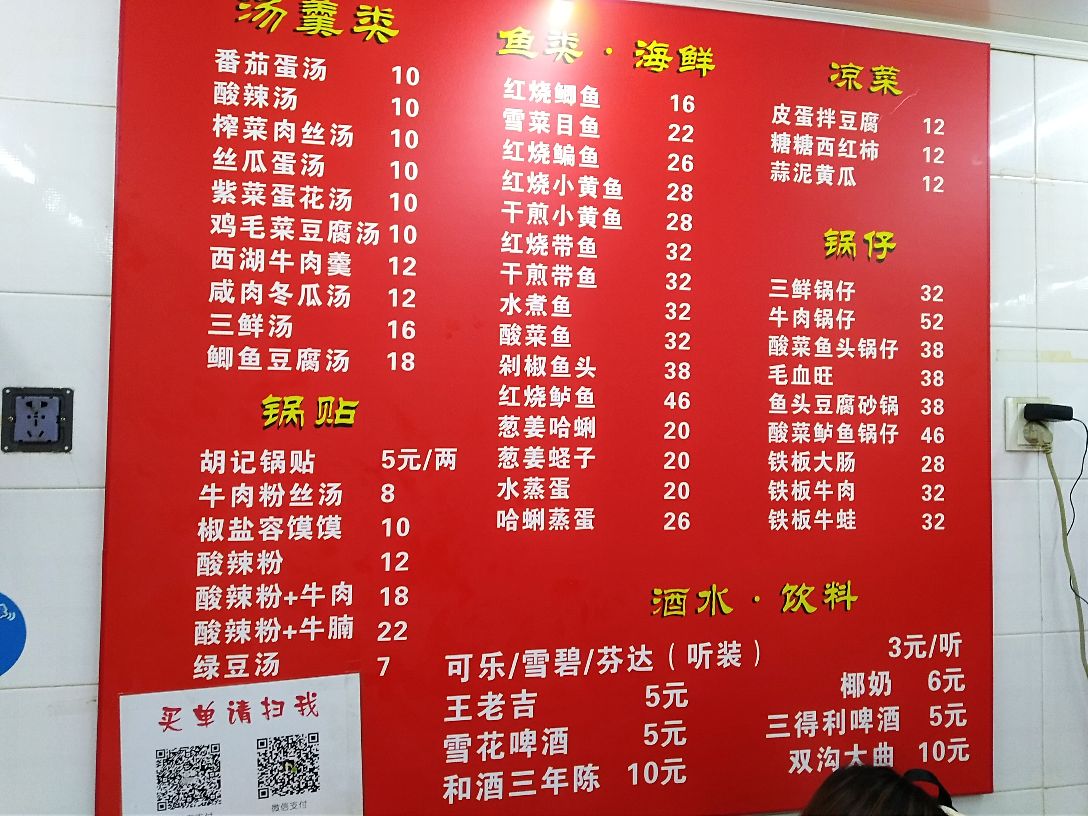 汤羹类
番茄蛋汤 10
酸辣汤 10
榨菜肉丝汤 10
丝瓜蛋汤 10
紫菜蛋花汤 10
鸡毛菜豆腐汤 10
西湖牛肉羹 12
咸肉冬瓜汤 12
三鲜汤 16
鲫鱼豆腐汤 18
锅贴
胡记锅贴 5元/两
牛肉粉丝汤 8
椒盐容馍馍 10
酸辣粉 12
酸辣粉+牛肉 18
酸辣粉+牛腩 22
绿豆汤 7
买单请扫我
微信支付
鱼类·海鲜
红烧鲫鱼 16
雪菜目鱼 22
红烧鳊鱼 26
红烧小黄鱼 28
干煎小黄鱼 28
红烧带鱼 32
干煎带鱼 32
水煮鱼 32
酸菜鱼 32
剁椒鱼头 38
红烧鲈鱼 46
葱姜哈蜊 20
葱姜蛏子 20
水蒸蛋 20
哈蜊蒸蛋 26
凉菜
皮蛋拌豆腐 12
糖糖西红柿 12
蒜泥黄瓜 12
锅仔
三鲜锅仔 32
牛肉锅仔 52
酸菜鱼头锅仔 38
毛血旺 38
鱼头豆腐砂锅 38
酸菜鲈鱼锅仔 46
铁板大肠 28
铁板牛肉 32
铁板牛蛙 32
酒水·饮料
可乐/雪碧/芬达（听装） 3元/听
王老吉 5元 椰奶 6元
雪花啤酒 5元 三得利啤酒 5元
和酒三年陈 10元 双沟大曲 10元